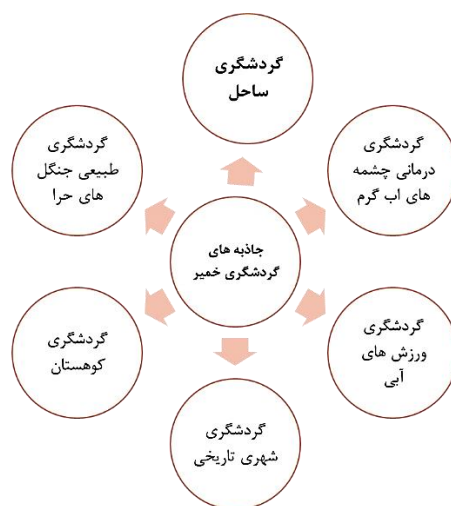 گردشگری
ساحل
گردشگری
درمانی چشمه
های اب گرم
گردشگری
ورزش های
آبی
گردشگری
شهری تاریخی
گردشگری
کوهستان
گردشگری
طبیعی جنگل
های حرا
جاذبه های
گردشگری خمیر